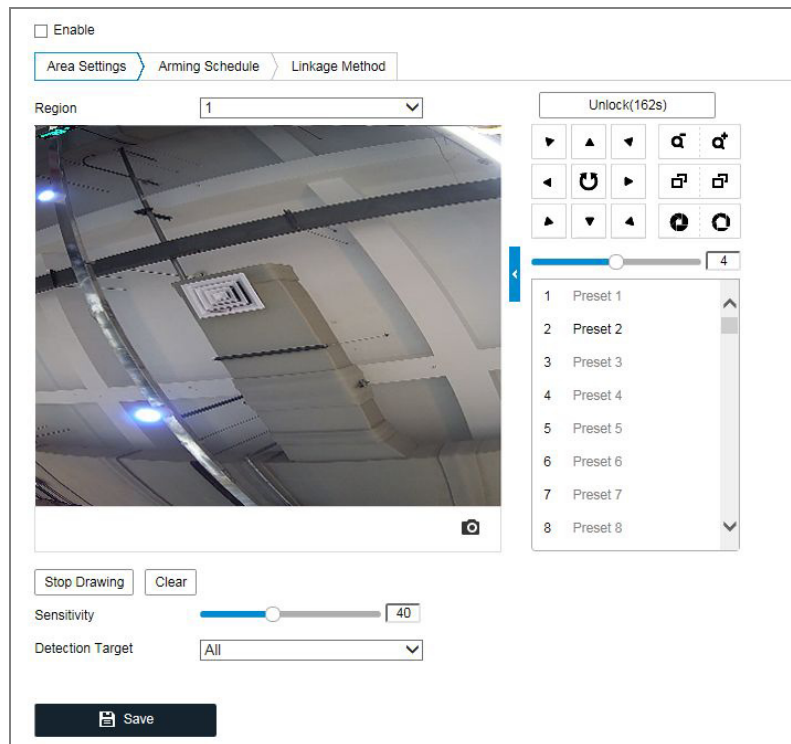 Enable
Area Settings Arming Schedule Linkage Method
Region 1
Unlock(162s)
4
1 Preset 1
2 Preset 2
3 Preset 3
4 Preset 4
5 Preset 5
6 Preset 6
7 Preset 7
8 Preset 8
Stop Drawing Clear
Sensitivity 40
Detection Target All
Save